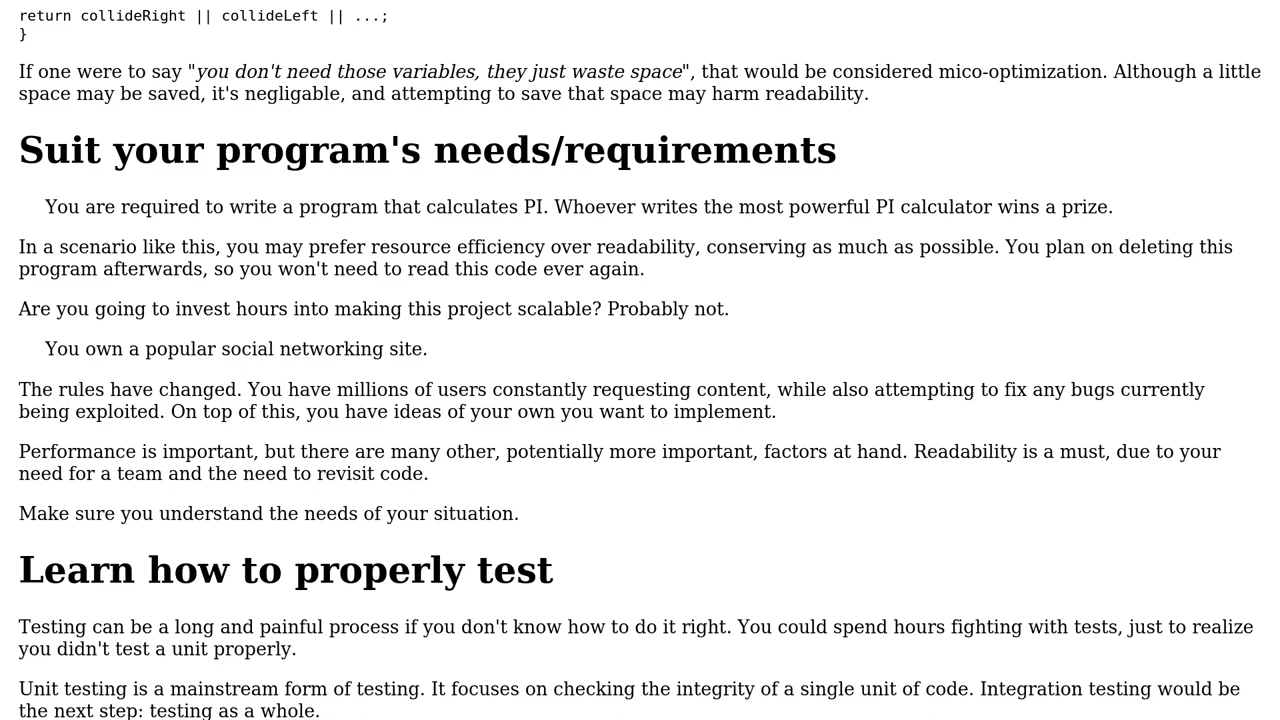 return collideRight || collideLeft || ...;
}
If one were to say "you don't need those variables, they just waste space", that would be considered mico-optimization. Although a little
space may be saved, it's negligable, and attempting to save that space may harm readability.
Suit your program's needs/requirements
You are required to write a program that calculates PI. Whoever writes the most powerful PI calculator wins a prize.
In a scenario like this, you may prefer resource efficiency over readability, conserving as much as possible. You plan on deleting this
program afterwards, so you won't need to read this code ever again.
Are you going to invest hours into making this project scalable? Probably not.
You own a popular social networking site.
The rules have changed. You have millions of users constantly requesting content, while also attempting to fix any bugs currently
being exploited. On top of this, you have ideas of your own you want to implement.
Performance is important, but there are many other, potentially more important, factors at hand. Readability is a must, due to your
need for a team and the need to revisit code.
Make sure you understand the needs of your situation.
Learn how to properly test
Testing can be a long and painful process if you don't know how to do it right. You could spend hours fighting with tests, just to realize
you didn't test a unit properly.
Unit testing is a mainstream form of testing. It focuses on checking the integrity of a single unit of code. Integration testing would be
the next step: testing as a whole.